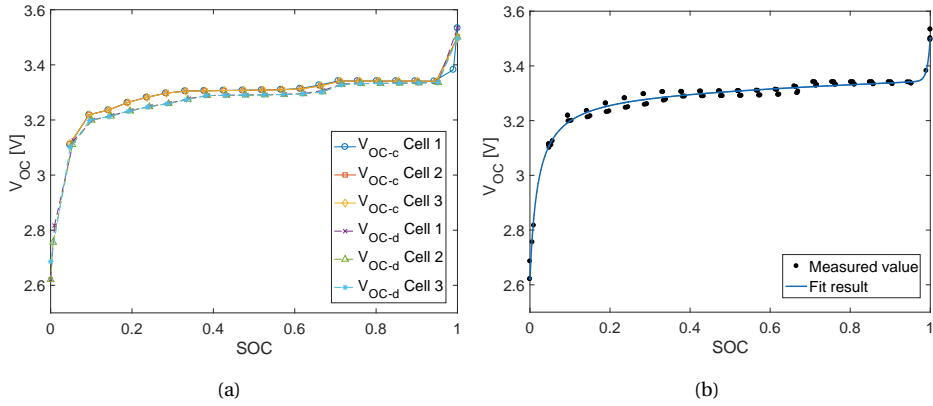 3.6
3.4
3.2
3
2.8
2.6
V_OC [V]
0
0.2
0.4
0.6
0.8
1
SOC
V_OC-c Cell 1
V_OC-c Cell 2
V_OC-c Cell 3
V_OC-d Cell 1
V_OC-d Cell 2
V_OC-d Cell 3
(a)
3.6
3.4
3.2
3
2.8
2.6
V_OC [V]
0
0.2
0.4
0.6
0.8
1
SOC
Measured value
Fit result
(b)